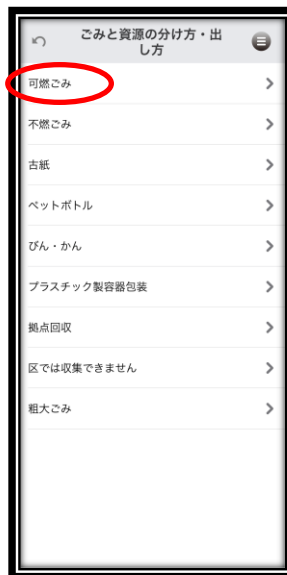 ごみと資源の分け方・出
し方
可燃ごみ
不燃ごみ
古紙
ペットボトル
びん・かん
プラスチック製容器包装
拠点回収
区では収集できません
粗大ごみ